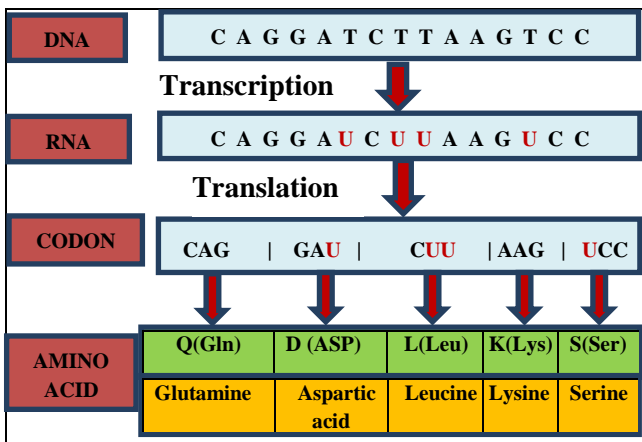 DNA
C A G G A T C T T A A G T C C
Transcription
RNA
C A G G A U C U U A A G U C C
Translation
CODON
CAG | GAU | CUU | AAG | UCC
AMINO
ACID
Q(Gln) D (ASP) L(Leu) K(Lys) S(Ser)
Glutamine Aspartic acid Leucine Lysine Serine